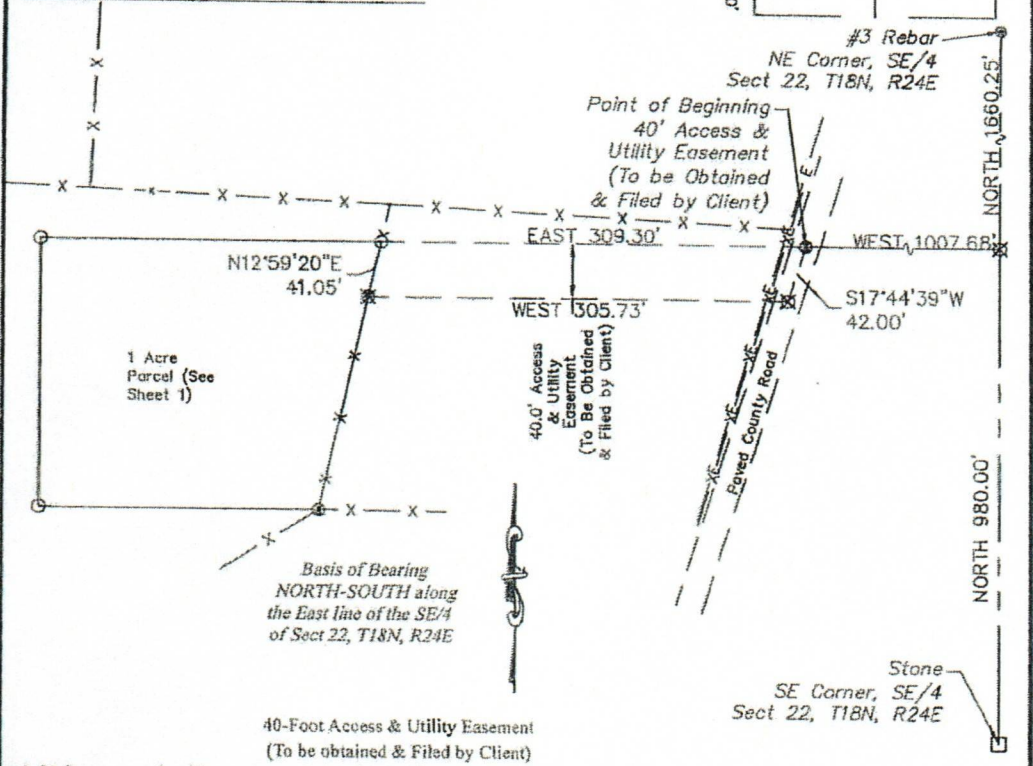 #3 Rebar
NE Corner, SE/4
Sect 22, T18N, R24E
NORTH 1660.25'
Point of Beginning
40' Access &
Utility Easement
(To be Obtained
& Filed by Client)
EAST 309.30'
WEST 1007.68'
N12°59'20"E
41.05'
WEST 305.73'
S17°44'39"W
42.00'
1 Acre
Parcel (See
Sheet 1)
40.0' Access
& Utility
Easement
(To Be Obtained
& Filed by Client)
Paved County Road
NORTH 980.00'
Basis of Bearing
NORTH-SOUTH along
the East line of the SE/4
of Sect 22, T18N, R24E
Stone
SE Corner, SE/4
Sect 22, T18N, R24E
40-Foot Access & Utility Easement
(To be obtained & Filed by Client)